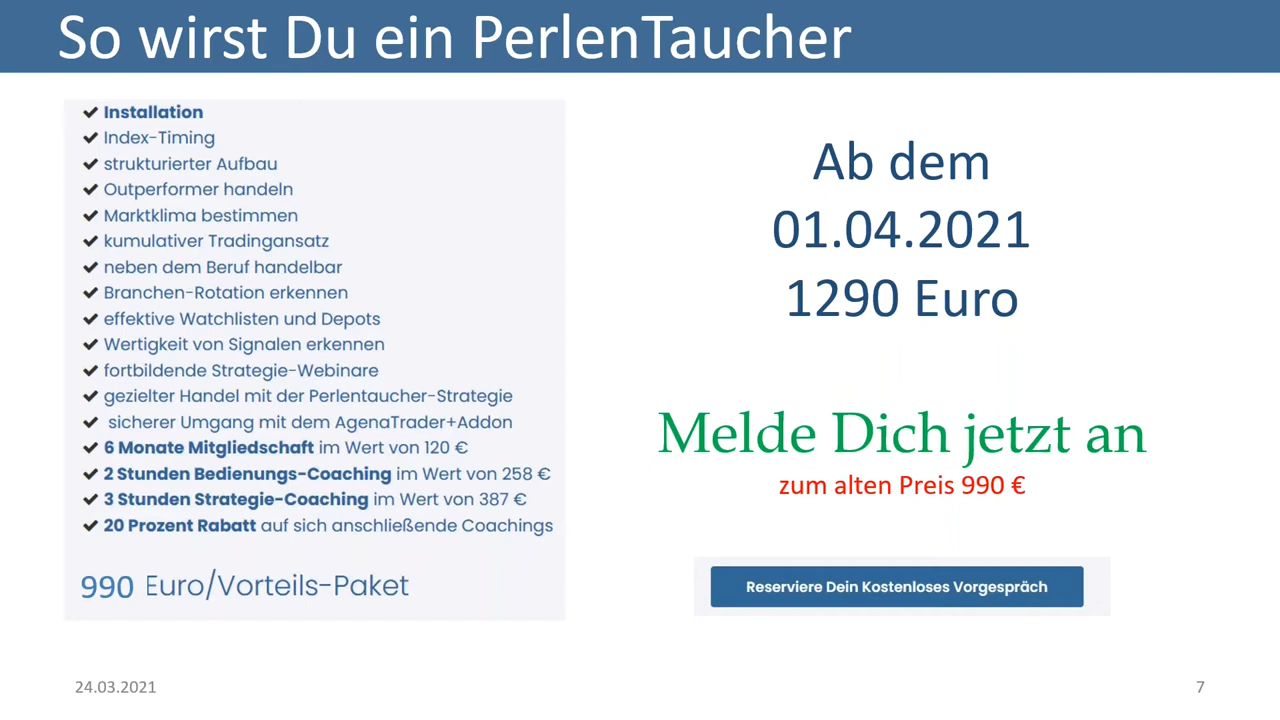 So wirst Du ein PerlenTaucher
Installation
Index-Timing
strukturierter Aufbau
Outperformer handeln
Marktklima bestimmen
kumulativer Tradingansatz
neben dem Beruf handelbar
Branchen-Rotation erkennen
effektive Watchlisten und Depots
Wertigkeit von Signalen erkennen
fortbildende Strategie-Webinare
gezielter Handel mit der Perlentaucher-Strategie
sicherer Umgang mit dem AgenaTrader+Addon
6 Monate Mitgliedschaft im Wert von 120 €
2 Stunden Bedienungs-Coaching im Wert von 258 €
3 Stunden Strategie-Coaching im Wert von 387 €
20 Prozent Rabatt auf sich anschließende Coachings
990 Euro/Vorteils-Paket
Ab dem
01.04.2021
1290 Euro
Melde Dich jetzt an
zum alten Preis 990 €
Reserviere Dein Kostenloses Vorgespräch
24.03.2021
7